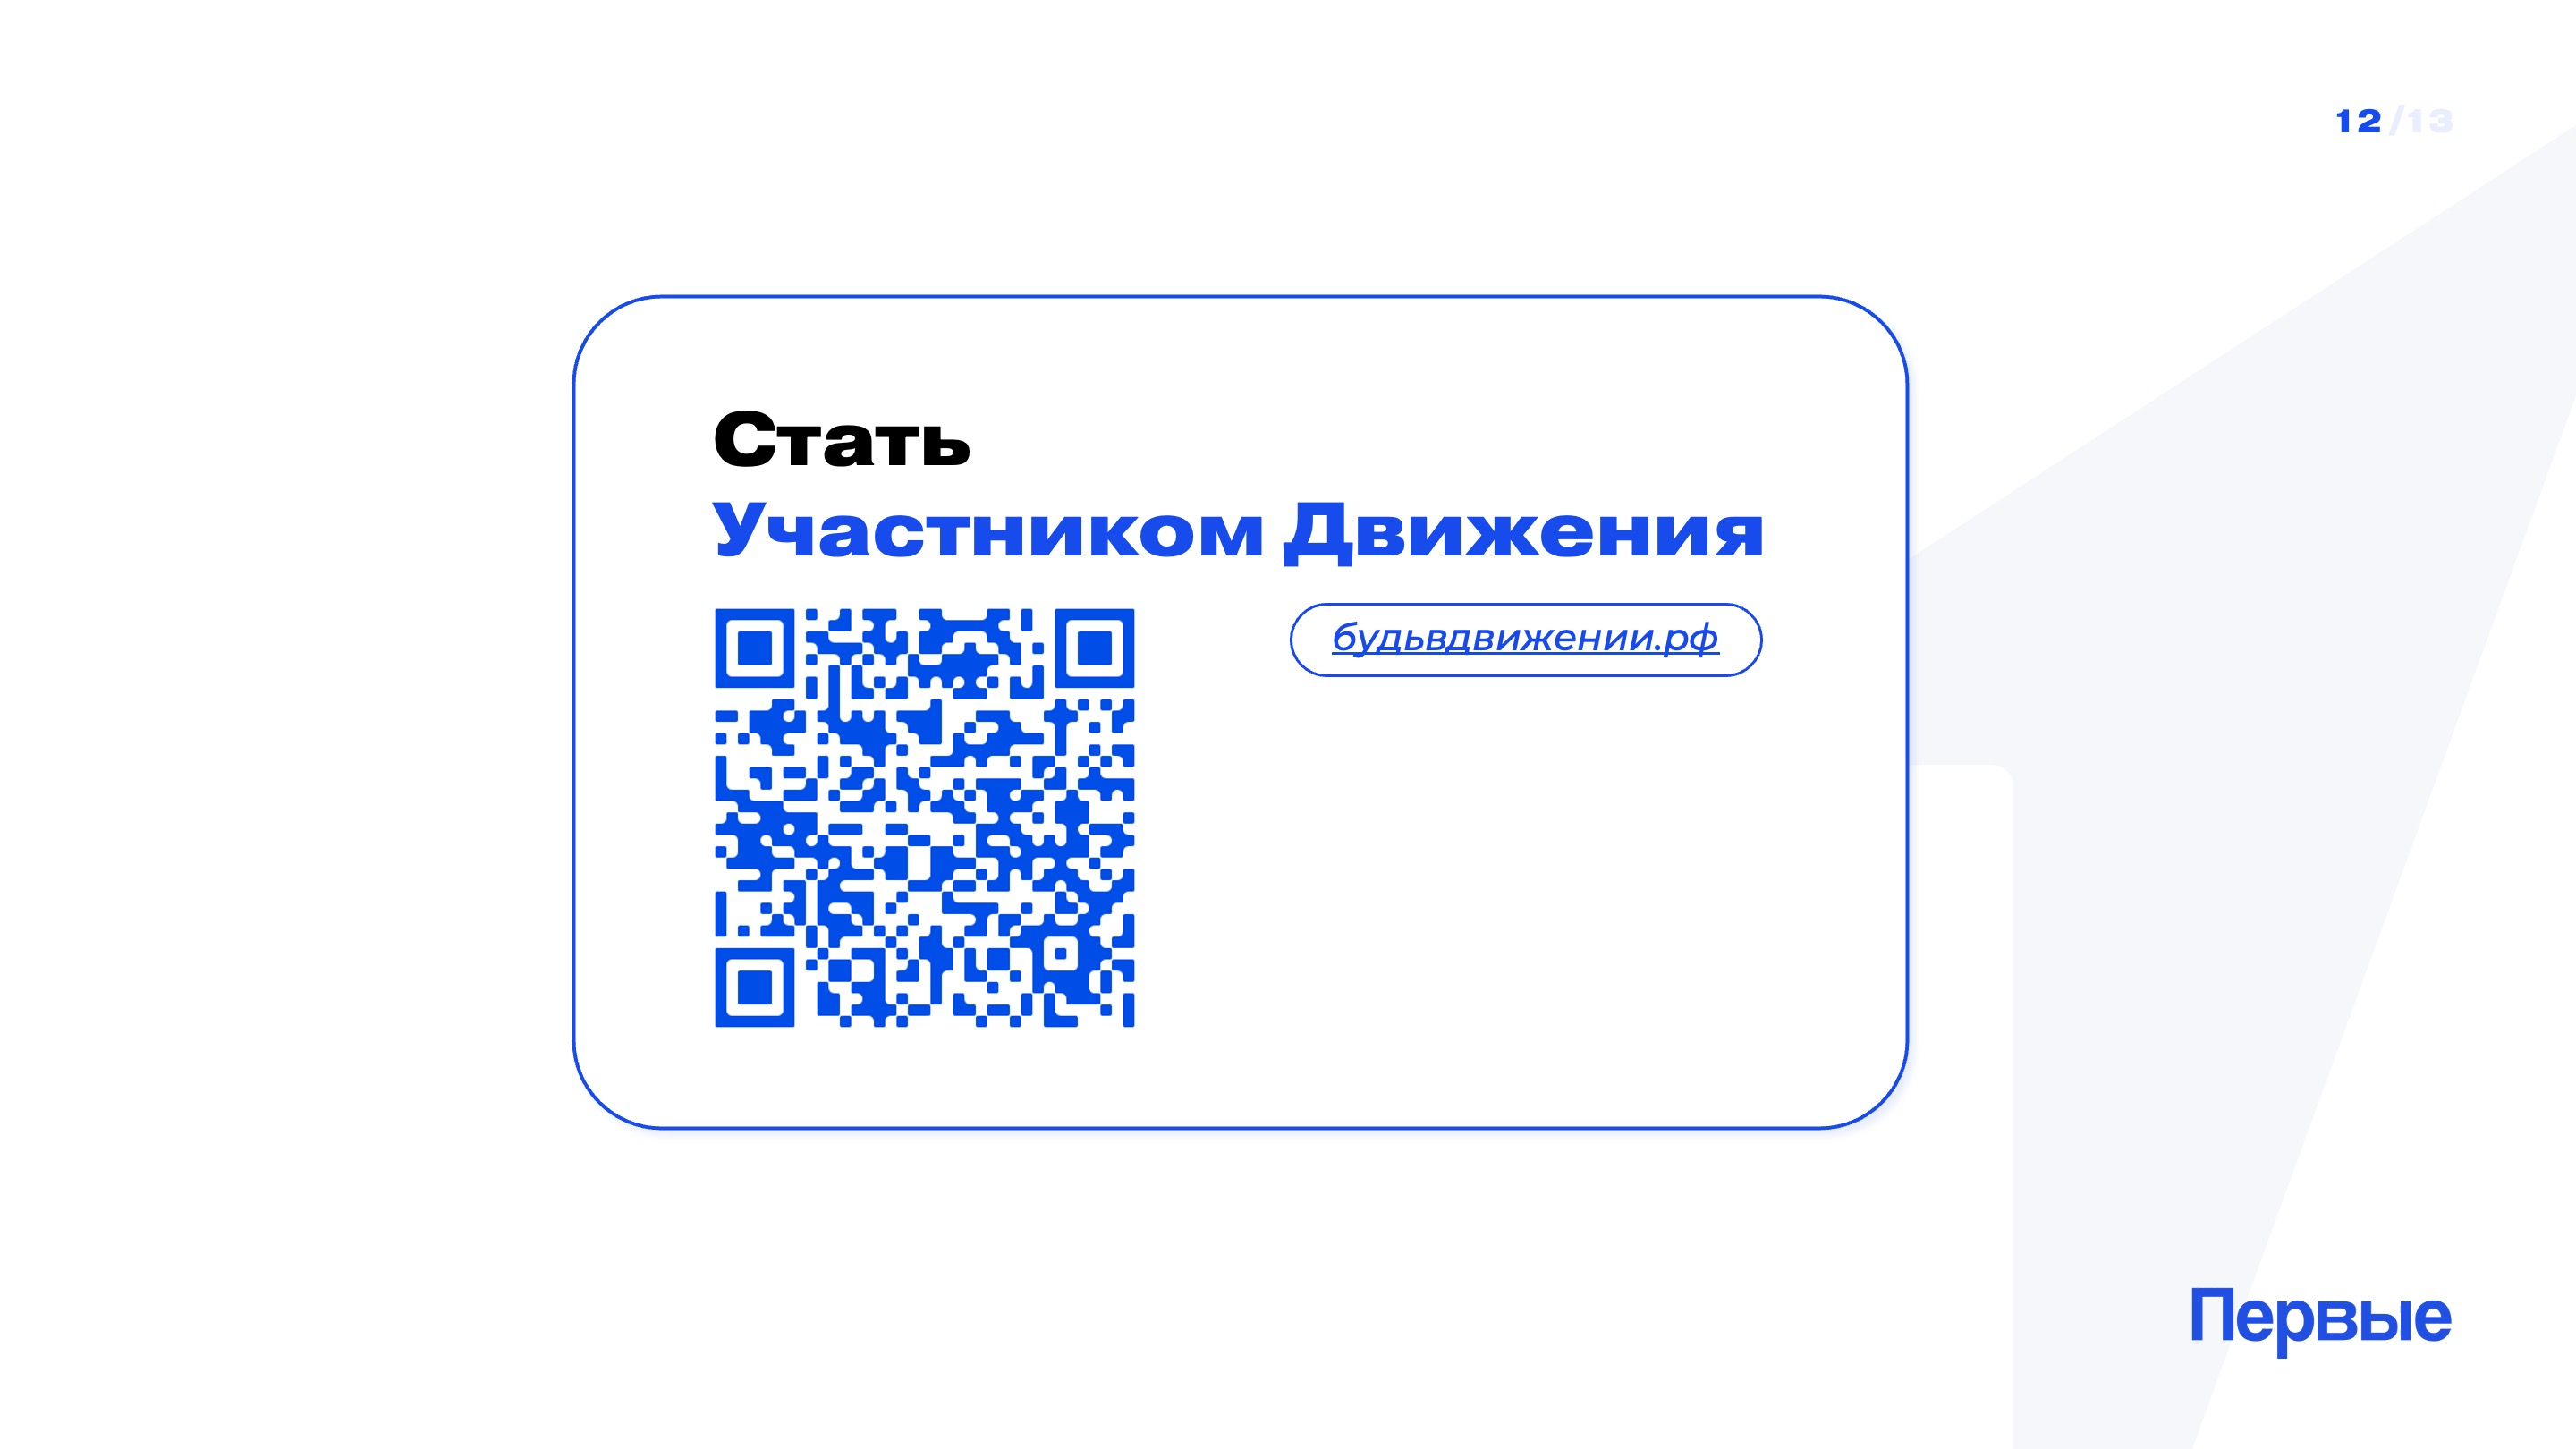 12/13
Стать
Участником Движения
будьвдвижении.рф
Первые